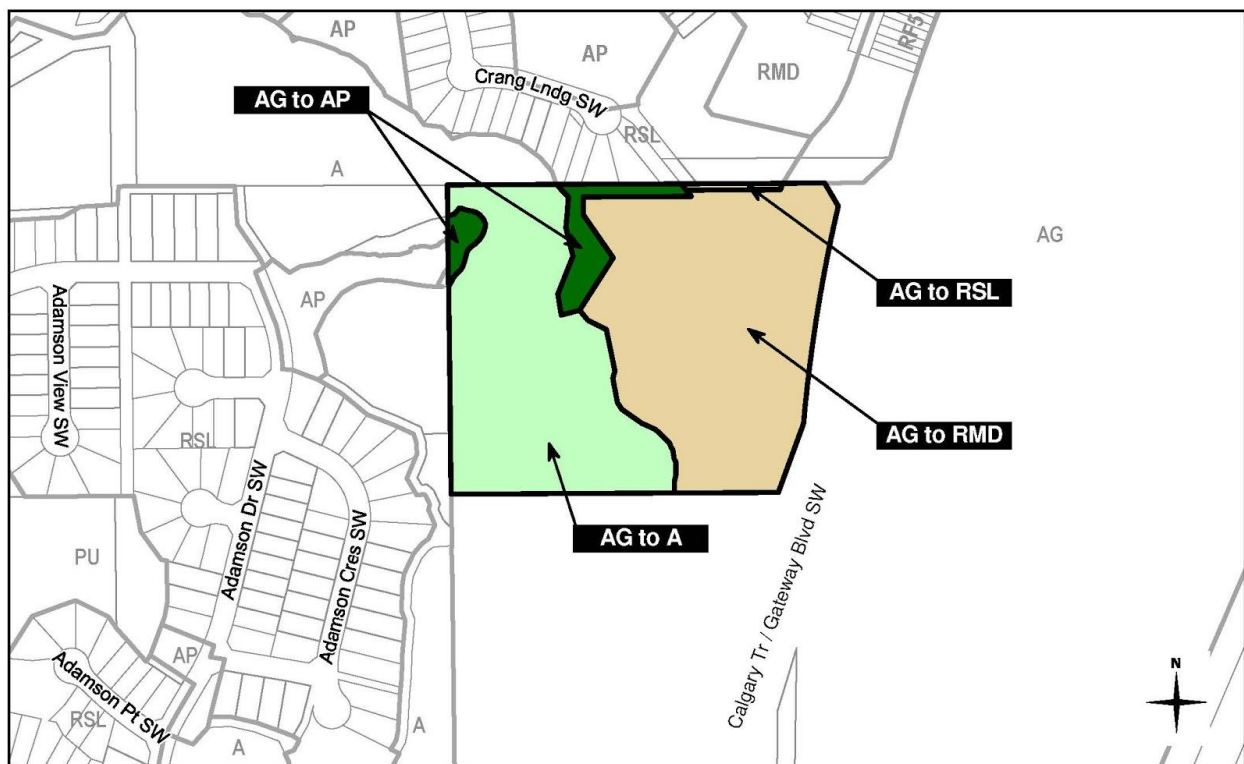 AP
AP
RF5
RMD
Crang Lndg SW
AG to AP
RSL
A
AG
AP
AG to RSL
Adamson View SW
RSL
AG to RMD
Adamson Dr SW
Adamson Cres SW
AG to A
PU
Calgary Tr / Gateway Blvd SW
AP
Adamson Pt SW
N
RSL
A
A